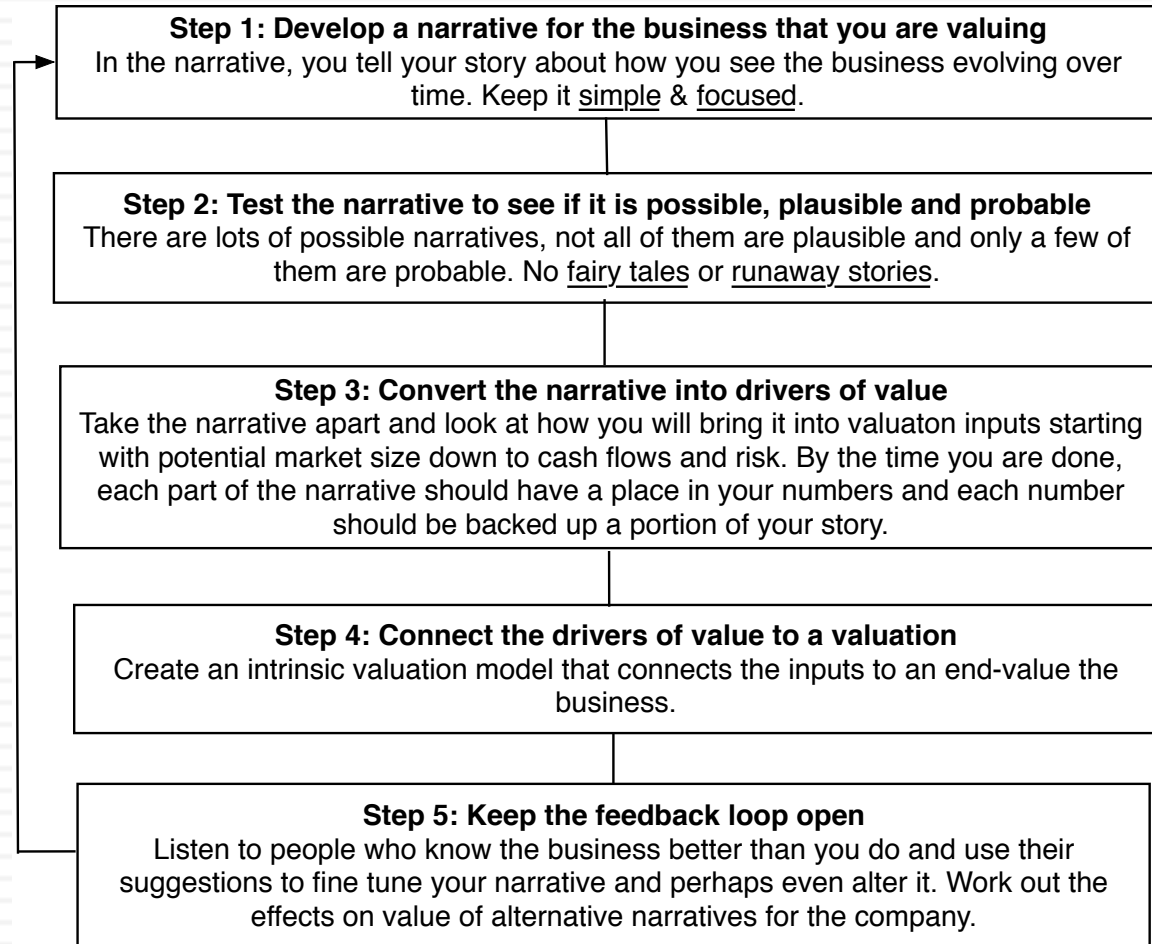 Step 1: Develop a narrative for the business that you are valuing
In the narrative, you tell your story about how you see the business evolving over
time. Keep it simple & focused.
Step 2: Test the narrative to see if it is possible, plausible and probable
There are lots of possible narratives, not all of them are plausible and only a few of
them are probable. No fairy tales or runaway stories.
Step 3: Convert the narrative into drivers of value
Take the narrative apart and look at how you will bring it into valuaton inputs starting
with potential market size down to cash flows and risk. By the time you are done,
each part of the narrative should have a place in your numbers and each number
should be backed up a portion of your story.
Step 4: Connect the drivers of value to a valuation
Create an intrinsic valuation model that connects the inputs to an end-value the
business.
Step 5: Keep the feedback loop open
Listen to people who know the business better than you do and use their
suggestions to fine tune your narrative and perhaps even alter it. Work out the
effects on value of alternative narratives for the company.